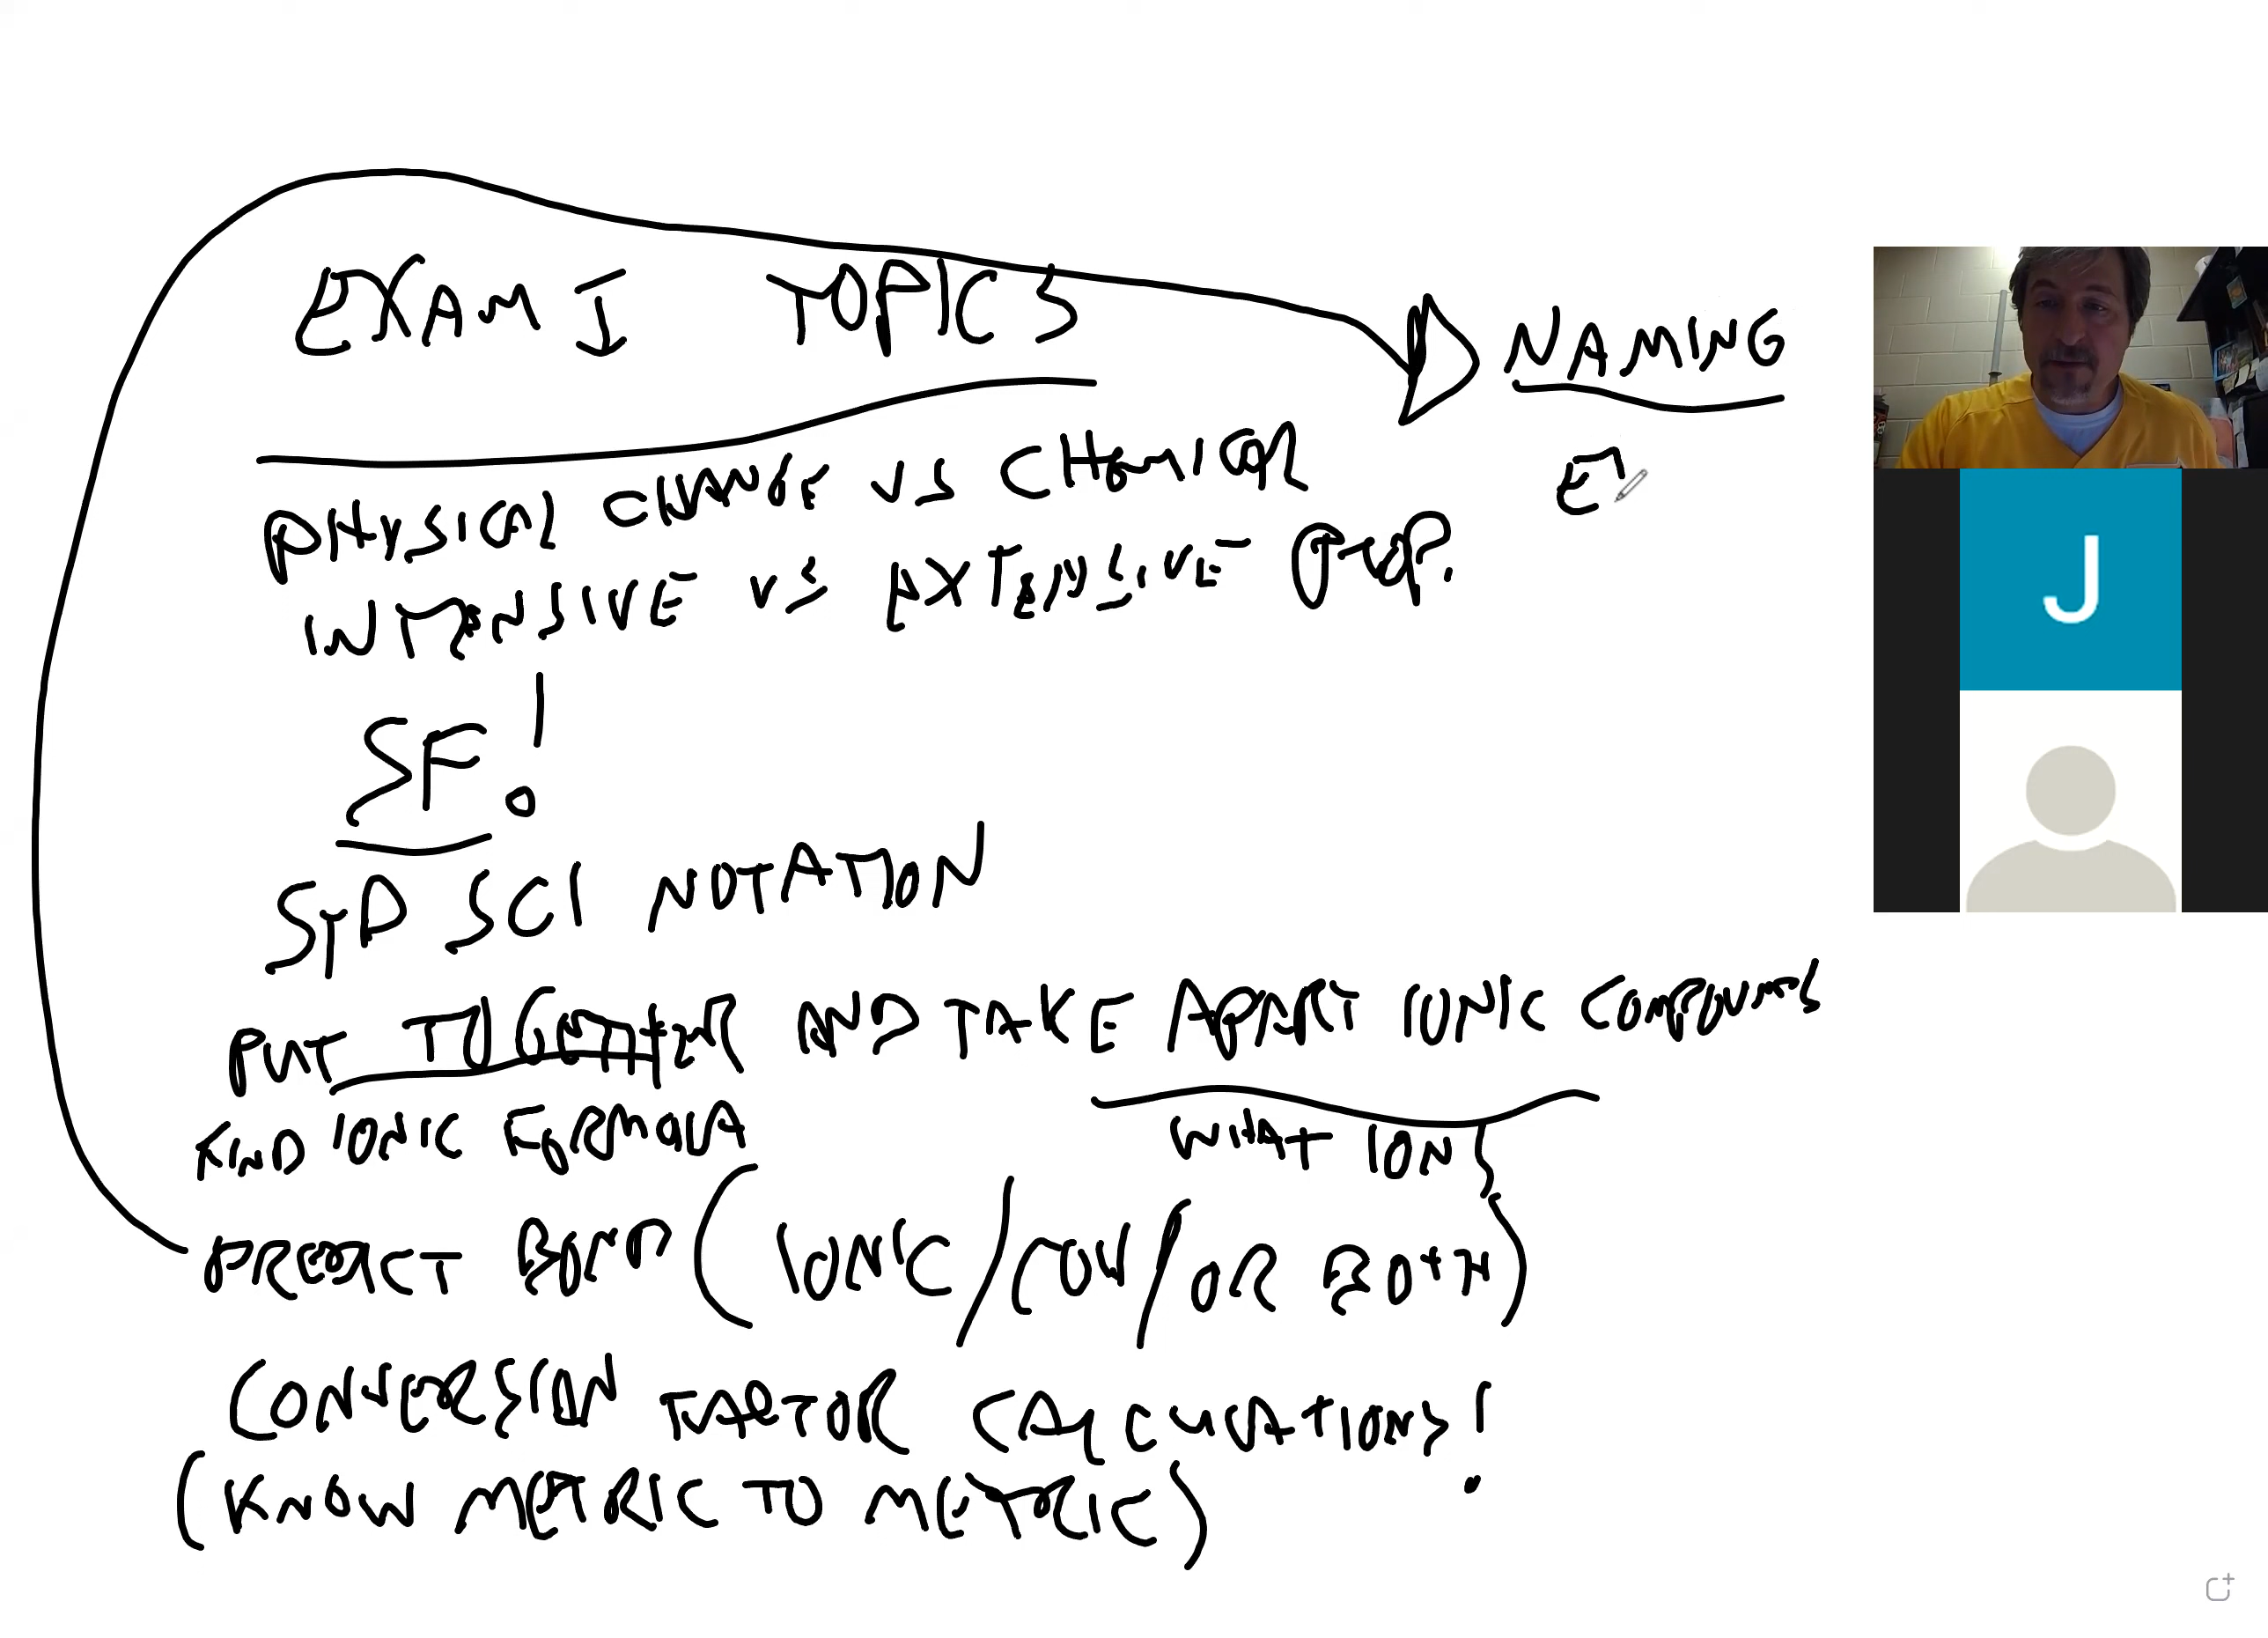 EXAM I TOPICS
NAMING
PHYSICAL CHANGE VS CHEMICAL
INTENSIVE VS EXTENSIVE PROP.
SF!
STD SCI NOTATION
PUT TOGETHER AND TAKE APART IONIC COMPOUNDS
FIND IONIC FORMULA
WHAT IONS
PREDICT BOND (IONIC/COV/OR BOTH)
CONVERSION FACTOR CALCULATIONS!
(KNOW METRIC TO METRIC)
J